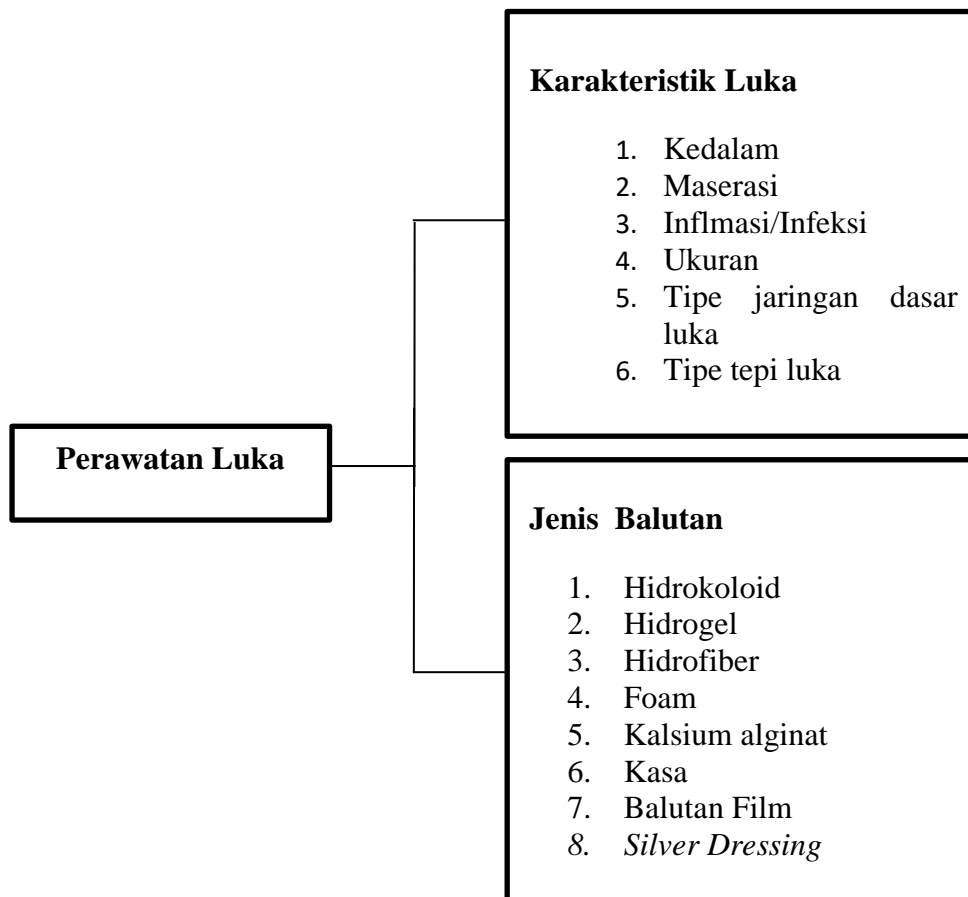 Karakteristik Luka
1. Kedalam
2. Maserasi
3. Inflmasi/Infeksi
4. Ukuran
5. Tipe jaringan dasar
luka
6. Tipe tepi luka
Perawatan Luka
Jenis Balutan
1. Hidrokoloid
2. Hidrogel
3. Hidrofiber
4. Foam
5. Kalsium alginat
6. Kasa
7. Balutan Film
8. Silver Dressing